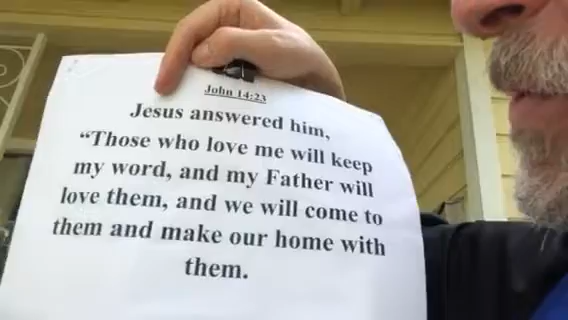 John 14:23
Jesus answered him,
“Those who love me will keep
my word, and my Father will
love them, and we will come to
them and make our home with
them.